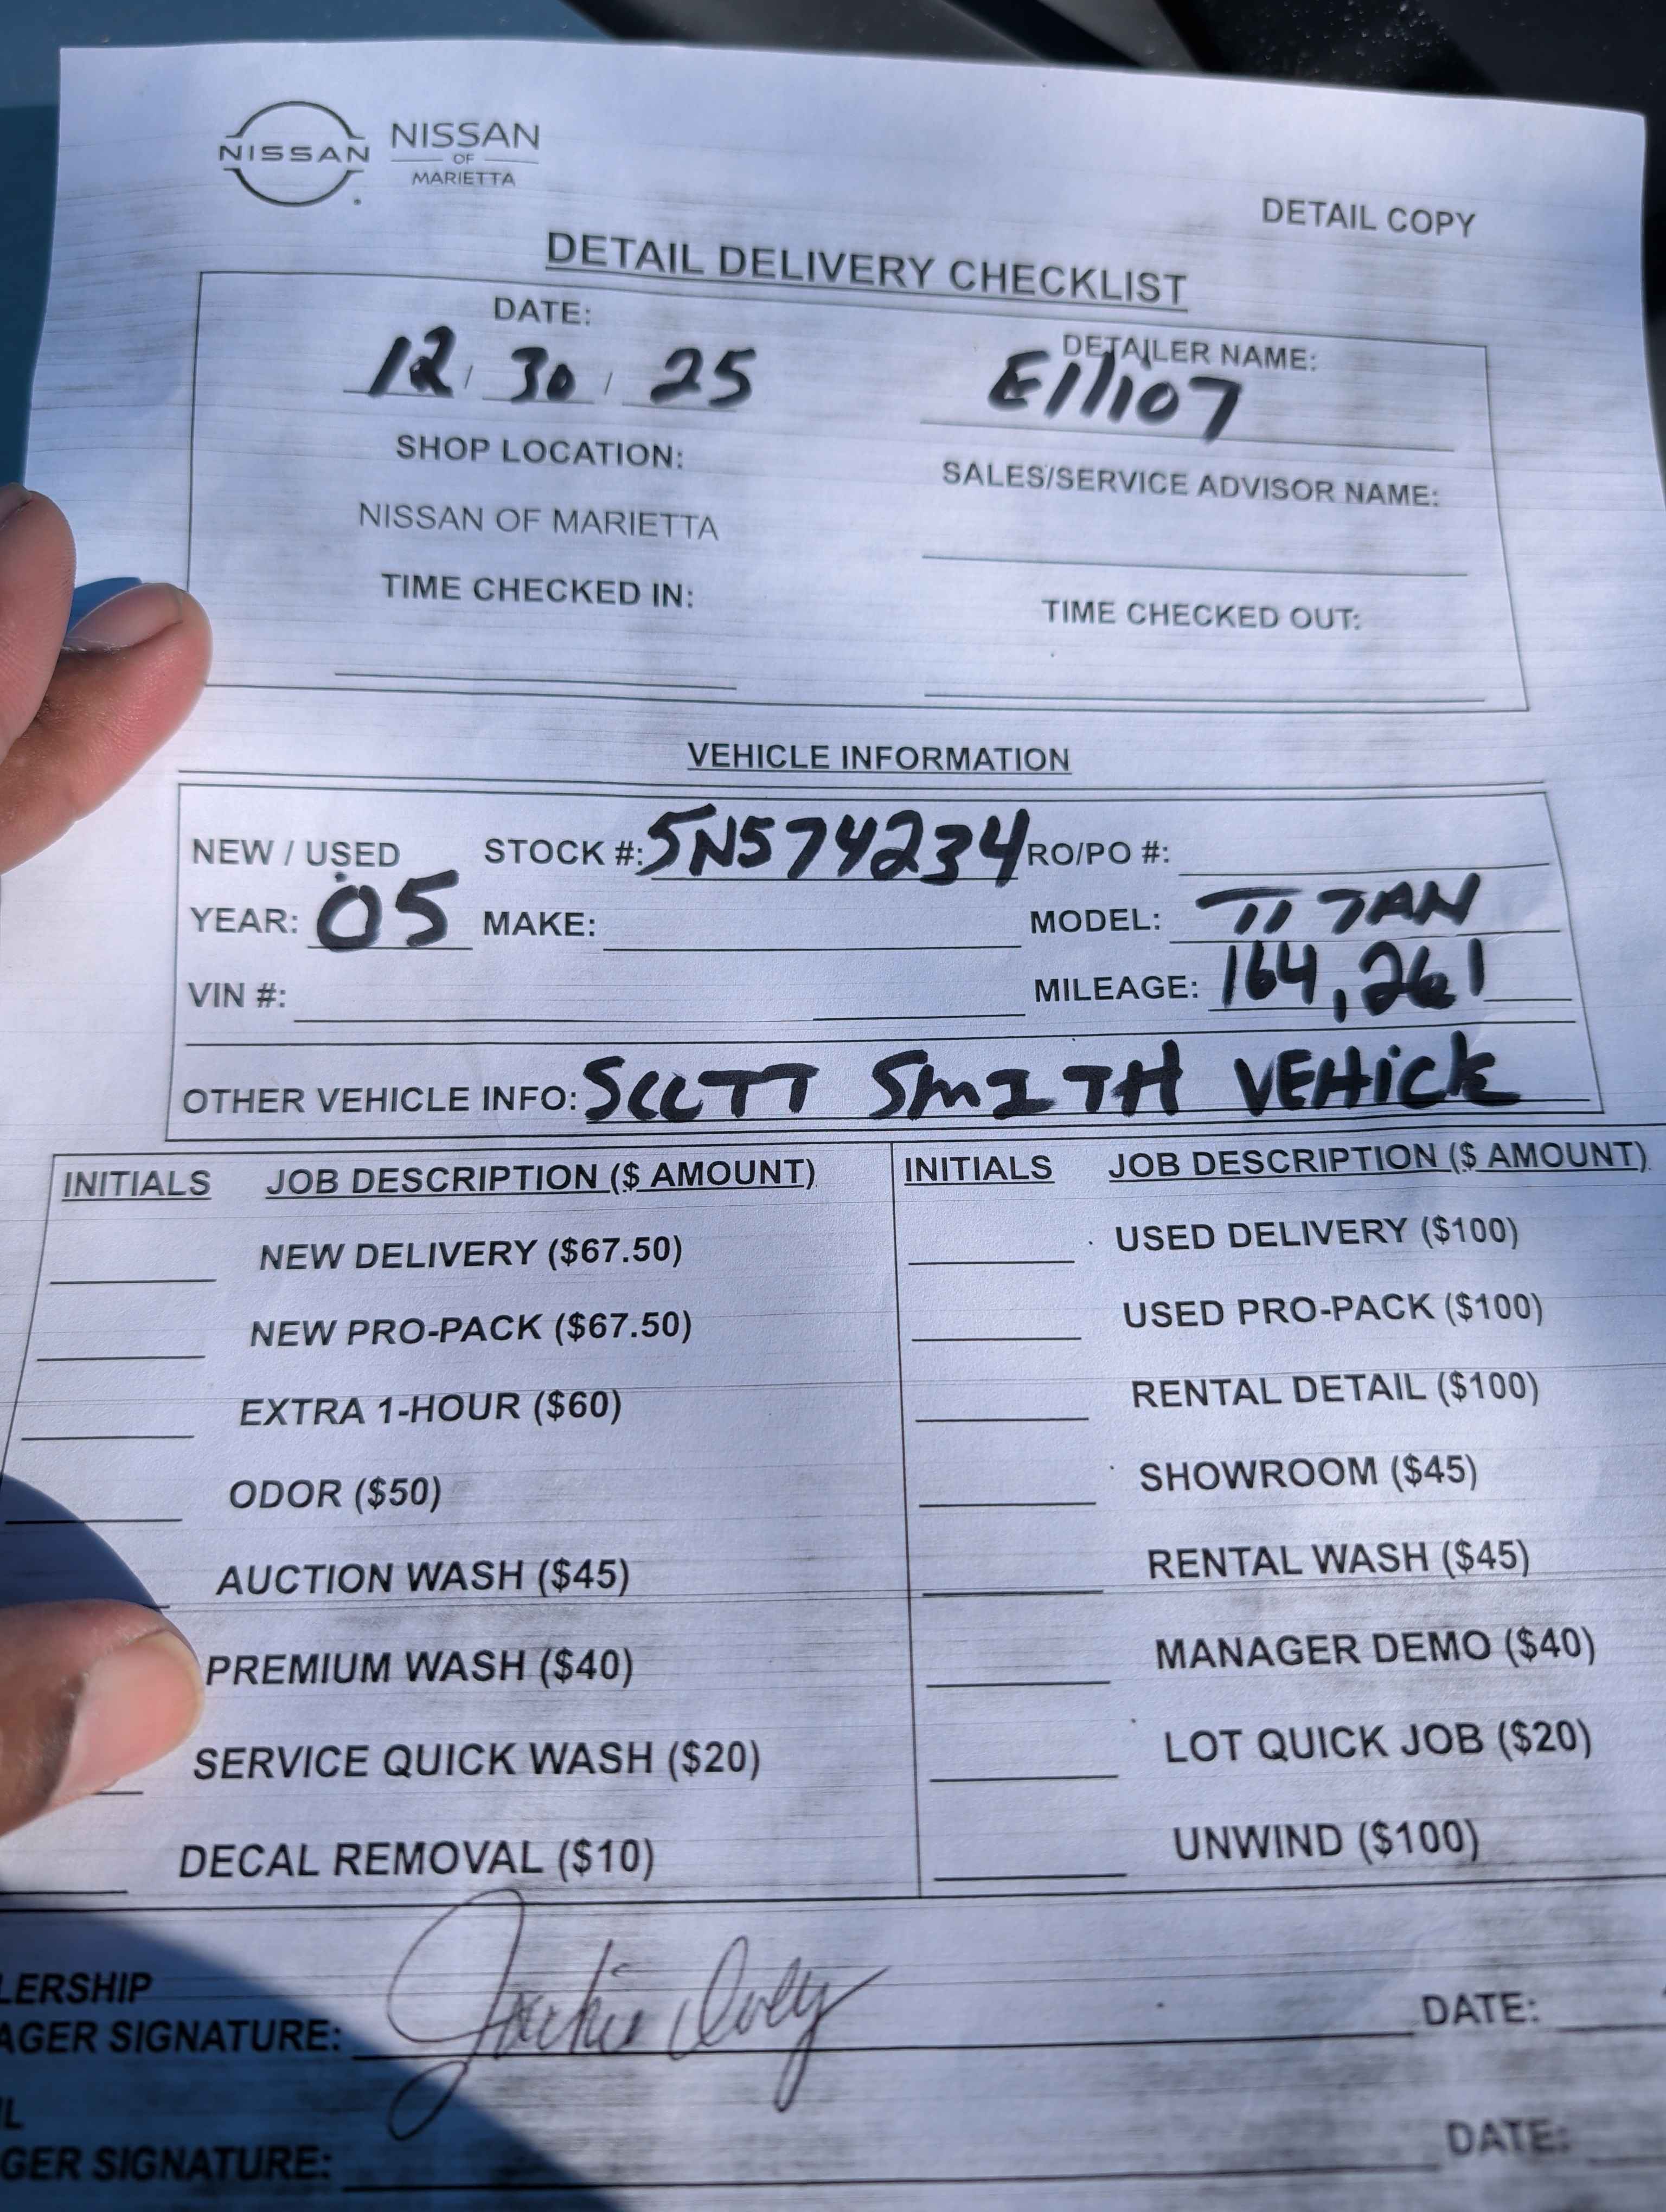 NISSAN NISSAN
OF
MARIETTA
DETAIL COPY
DETAIL DELIVERY CHECKLIST
DATE: DETAILER NAME:
12 / 30 / 25 Elliot
SHOP LOCATION: SALES/SERVICE ADVISOR NAME:
NISSAN OF MARIETTA
TIME CHECKED IN: TIME CHECKED OUT:
VEHICLE INFORMATION
NEW / USED STOCK #: 5N574234 RO/PO #:
YEAR: 05 MAKE: MODEL: TITAN
VIN #: MILEAGE: 164,261
OTHER VEHICLE INFO: SCOTT SMITH VEHICLE
INITIALS JOB DESCRIPTION ($ AMOUNT) INITIALS JOB DESCRIPTION ($ AMOUNT)
NEW DELIVERY ($67.50) USED DELIVERY ($100)
NEW PRO-PACK ($67.50) USED PRO-PACK ($100)
EXTRA 1-HOUR ($60) RENTAL DETAIL ($100)
ODOR ($50) SHOWROOM ($45)
AUCTION WASH ($45) RENTAL WASH ($45)
PREMIUM WASH ($40) MANAGER DEMO ($40)
SERVICE QUICK WASH ($20) LOT QUICK JOB ($20)
DECAL REMOVAL ($10) UNWIND ($100)
LERSHIP
AGER SIGNATURE: DATE:
L
GER SIGNATURE: DATE: